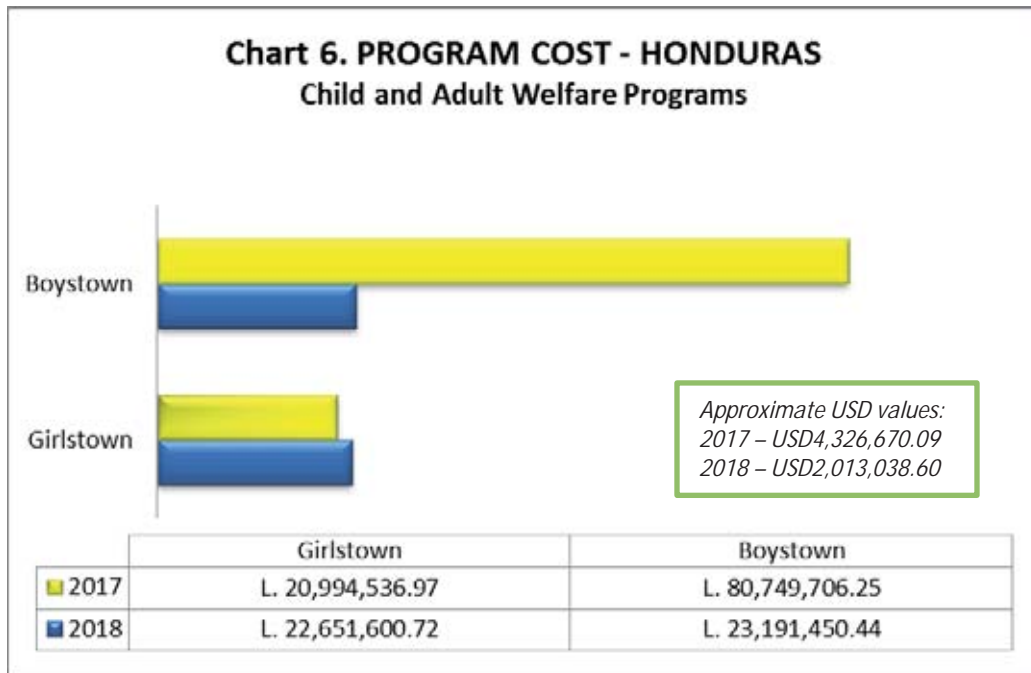 Chart 6. PROGRAM COST - HONDURAS
Child and Adult Welfare Programs
Boystown
Girlstown
Approximate USD values:
2017 – USD4,326,670.09
2018 – USD2,013,038.60
Girlstown Boystown
2017 L. 20,994,536.97 L. 80,749,706.25
2018 L. 22,651,600.72 L. 23,191,450.44